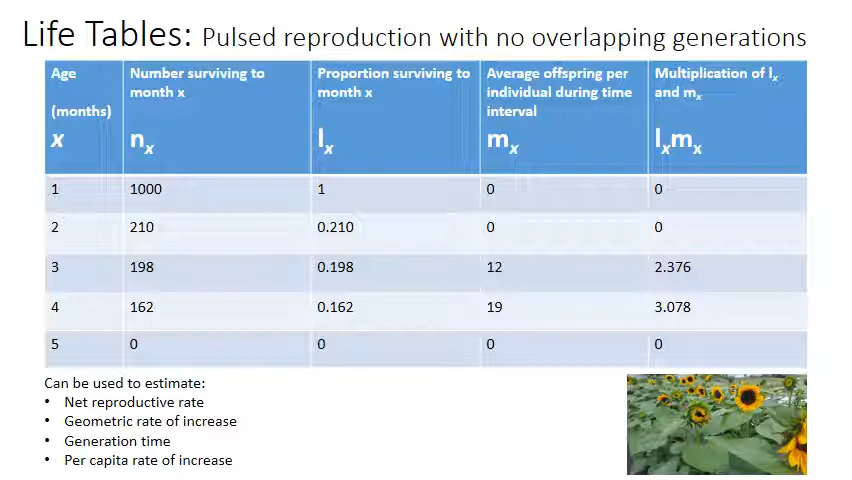 Life Tables: Pulsed reproduction with no overlapping generations
Age
(months)
x
Number surviving to
month x
nx
Proportion surviving to
month x
lx
Average offspring per
individual during time
interval
mx
Multiplication of lx
and mx
lxmx
1 1000 1 0 0
2 210 0.210 0 0
3 198 0.198 12 2.376
4 162 0.162 19 3.078
5 0 0 0 0
Can be used to estimate:
• Net reproductive rate
• Geometric rate of increase
• Generation time
• Per capita rate of increase